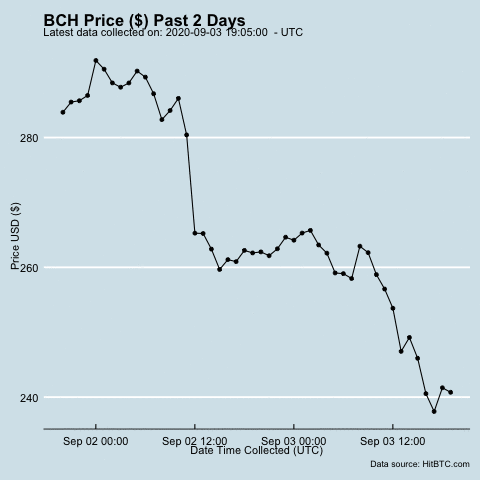 BCH Price ($) Past 2 Days
Latest data collected on: 2020-09-03 19:05:00  - UTC
Price USD ($)
280
260
240
Sep 02 00:00 Sep 02 12:00 Sep 03 00:00 Sep 03 12:00
Date Time Collected (UTC)
Data source: HitBTC.com